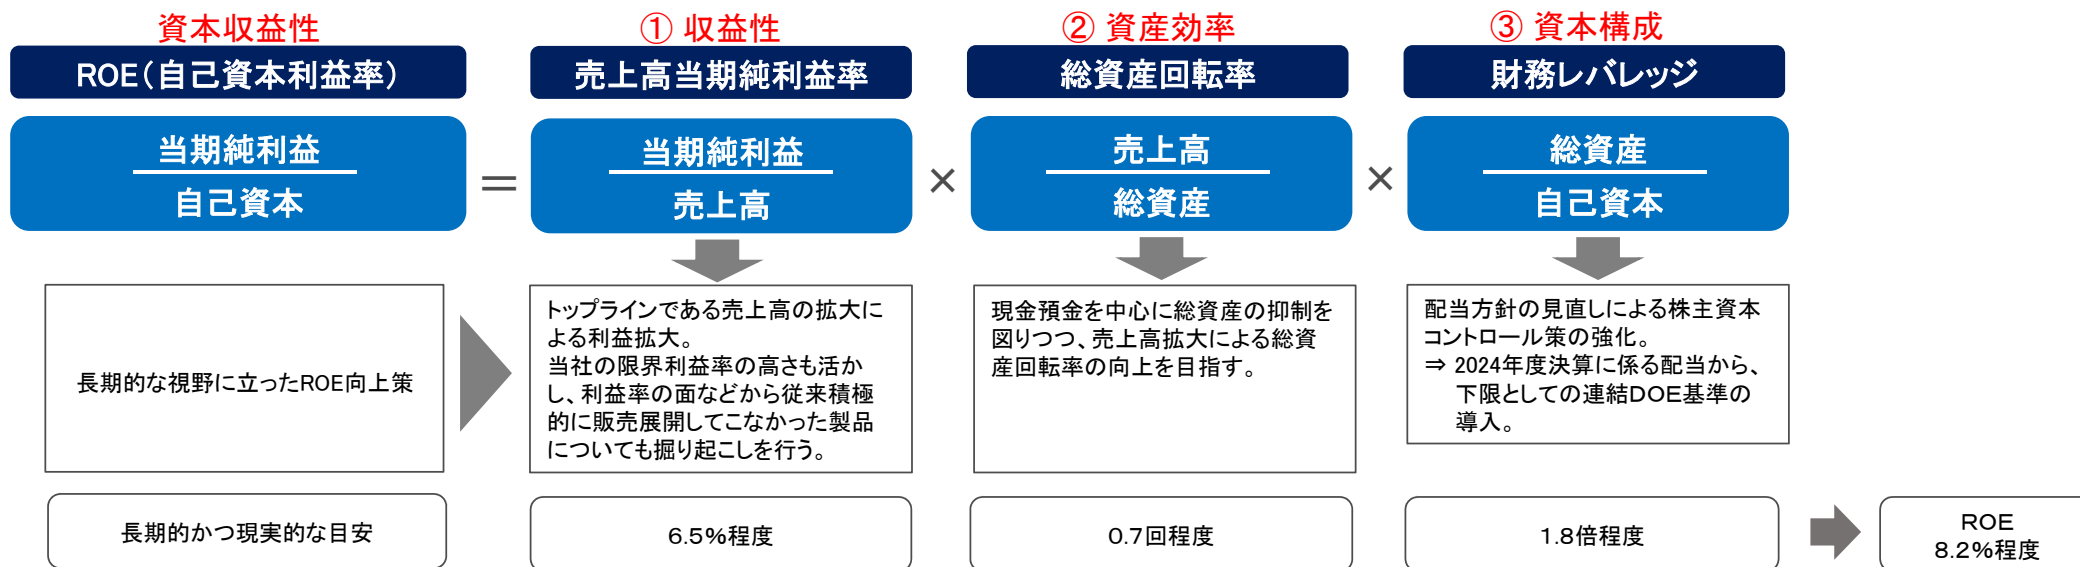 資本収益性
① 収益性
② 資産効率
③ 資本構成
ROE(自己資本利益率)
売上高当期純利益率
総資産回転率
財務レバレッジ
当期純利益
自己資本
＝
当期純利益
売上高
×
売上高
総資産
×
総資産
自己資本
長期的な視野に立ったROE向上策
トップラインである売上高の拡大に
よる利益拡大。
当社の限界利益率の高さも活か
し、利益率の面などから従来積極
的に販売展開してこなかった製品
についても掘り起こしを行う。
現金預金を中心に総資産の抑制を
図りつつ、売上高拡大による総資
産回転率の向上を目指す。
配当方針の見直しによる株主資本
コントロール策の強化。
⇒ 2024年度決算に係る配当から、
下限としての連結DOE基準の
導入。
長期的かつ現実的な目安
6.5%程度
0.7回程度
1.8倍程度
ROE
8.2%程度